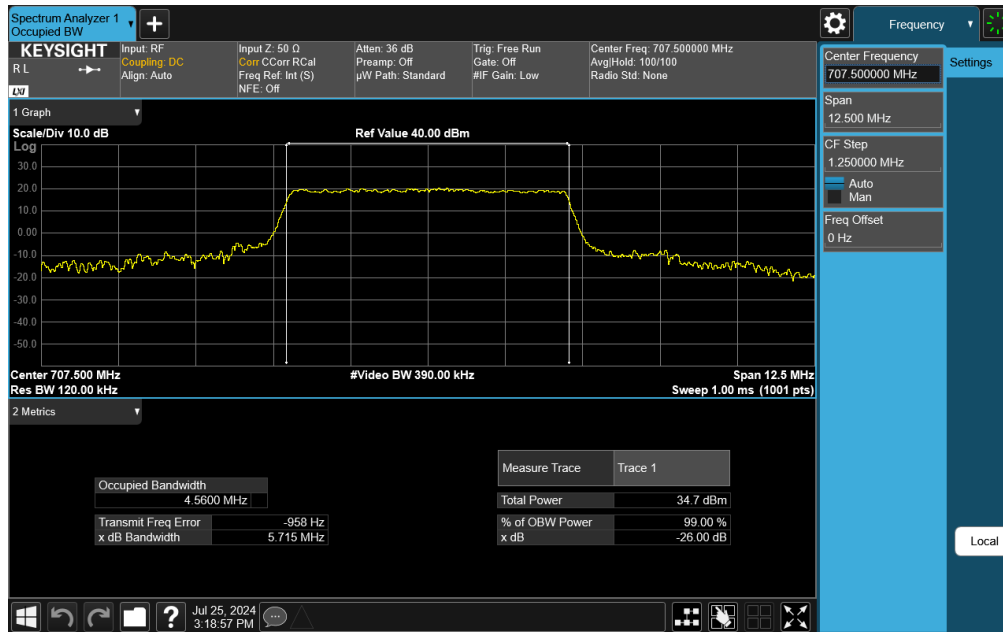 Spectrum Analyzer 1
Occupied BW
Frequency
KEYSIGHT
R L
LXI
Input: RF
Coupling: DC
Align: Auto
Input Z: 50 Ω
Corr CCorr RCal
Freq Ref: Int (S)
NFE: Off
Atten: 36 dB
Preamp: Off
µW Path: Standard
Trig: Free Run
Gate: Off
#IF Gain: Low
Center Freq: 707.500000 MHz
Avg|Hold: 100/100
Radio Std: None
Center Frequency
707.500000 MHz
Settings
Span
12.500 MHz
CF Step
1.250000 MHz
Auto
Man
Freq Offset
0 Hz
1 Graph
Scale/Div 10.0 dB
Ref Value 40.00 dBm
Log
30.0
20.0
10.0
0.00
-10.0
-20.0
-30.0
-40.0
-50.0
Center 707.500 MHz
#Video BW 390.00 kHz
Span 12.5 MHz
Res BW 120.00 kHz
Sweep 1.00 ms (1001 pts)
2 Metrics
Occupied Bandwidth
4.5600 MHz
Transmit Freq Error -958 Hz
x dB Bandwidth 5.715 MHz
Measure Trace Trace 1
Total Power 34.7 dBm
% of OBW Power 99.00 %
x dB -26.00 dB
Local
Jul 25, 2024
3:18:57 PM